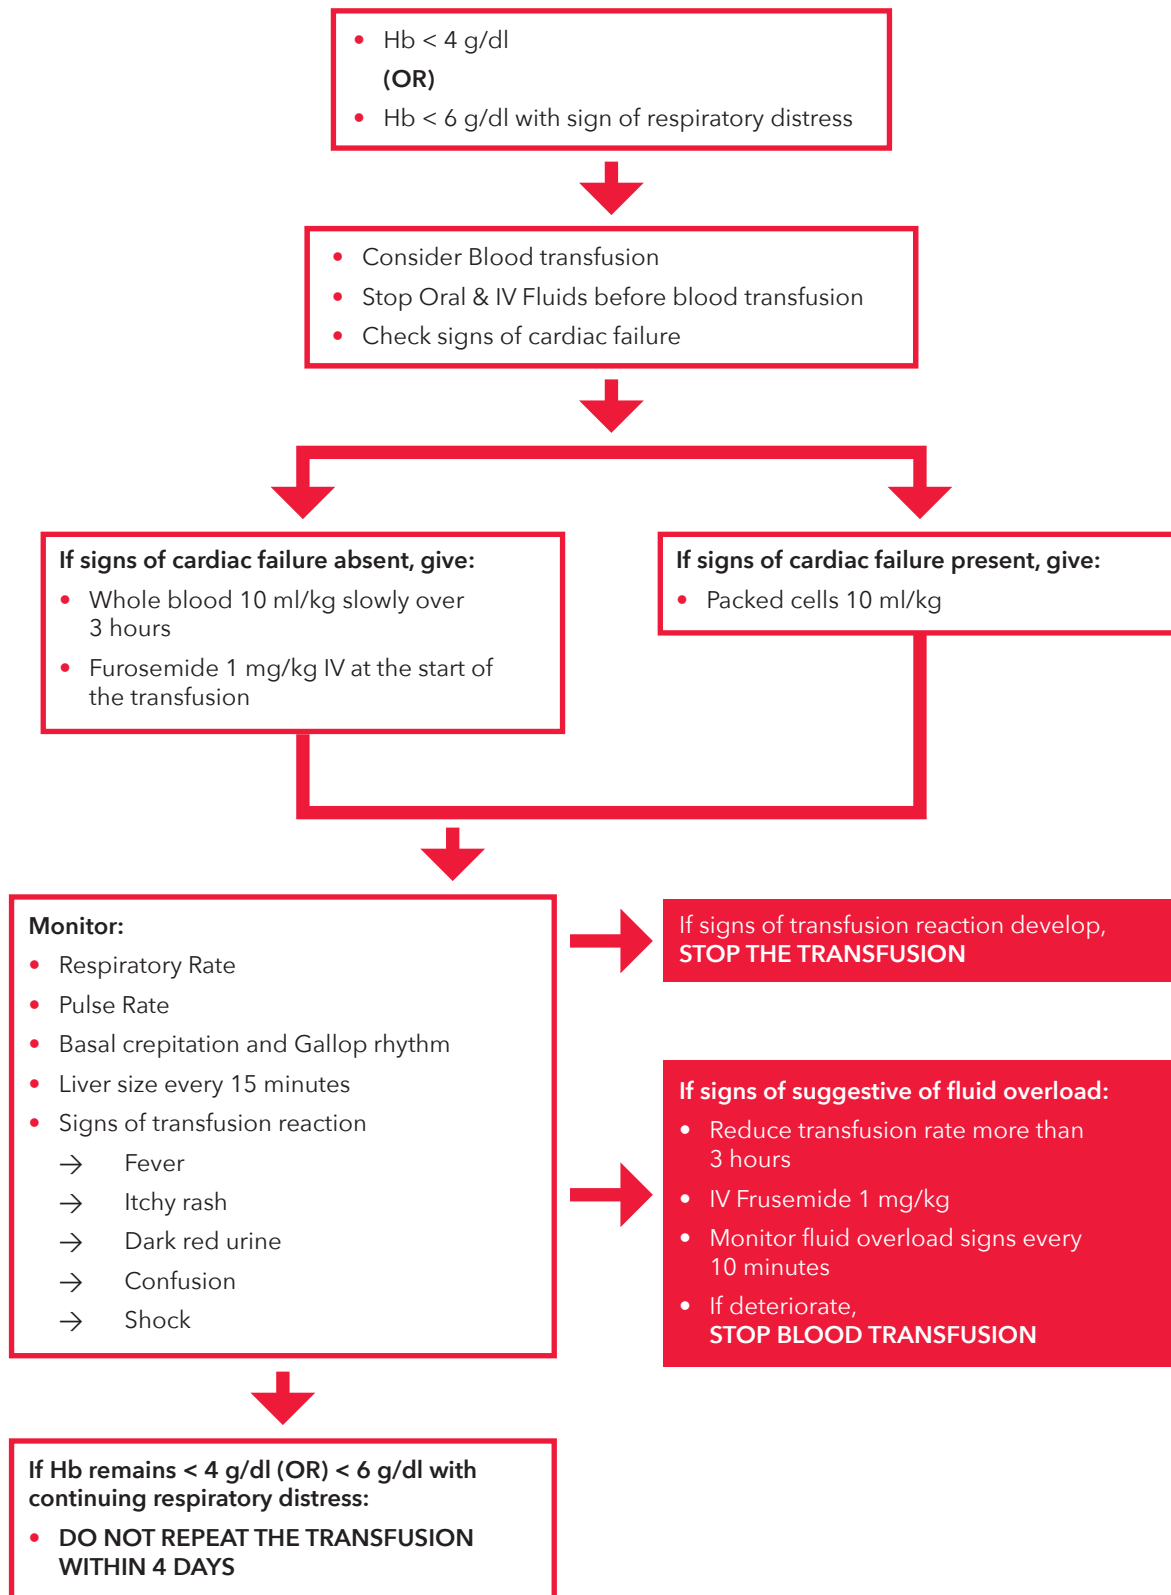 • Hb < 4 g/dl
(OR)
• Hb < 6 g/dl with sign of respiratory distress
• Consider Blood transfusion
• Stop Oral & IV Fluids before blood transfusion
• Check signs of cardiac failure
If signs of cardiac failure absent, give:
• Whole blood 10 ml/kg slowly over
3 hours
• Furosemide 1 mg/kg IV at the start of
the transfusion
If signs of cardiac failure present, give:
• Packed cells 10 ml/kg
Monitor:
• Respiratory Rate
• Pulse Rate
• Basal crepitation and Gallop rhythm
• Liver size every 15 minutes
• Signs of transfusion reaction
→ Fever
→ Itchy rash
→ Dark red urine
→ Confusion
→ Shock
If signs of transfusion reaction develop,
STOP THE TRANSFUSION
If signs of suggestive of fluid overload:
• Reduce transfusion rate more than
3 hours
• IV Frusemide 1 mg/kg
• Monitor fluid overload signs every
10 minutes
• If deteriorate,
STOP BLOOD TRANSFUSION
If Hb remains < 4 g/dl (OR) < 6 g/dl with
continuing respiratory distress:
• DO NOT REPEAT THE TRANSFUSION
WITHIN 4 DAYS